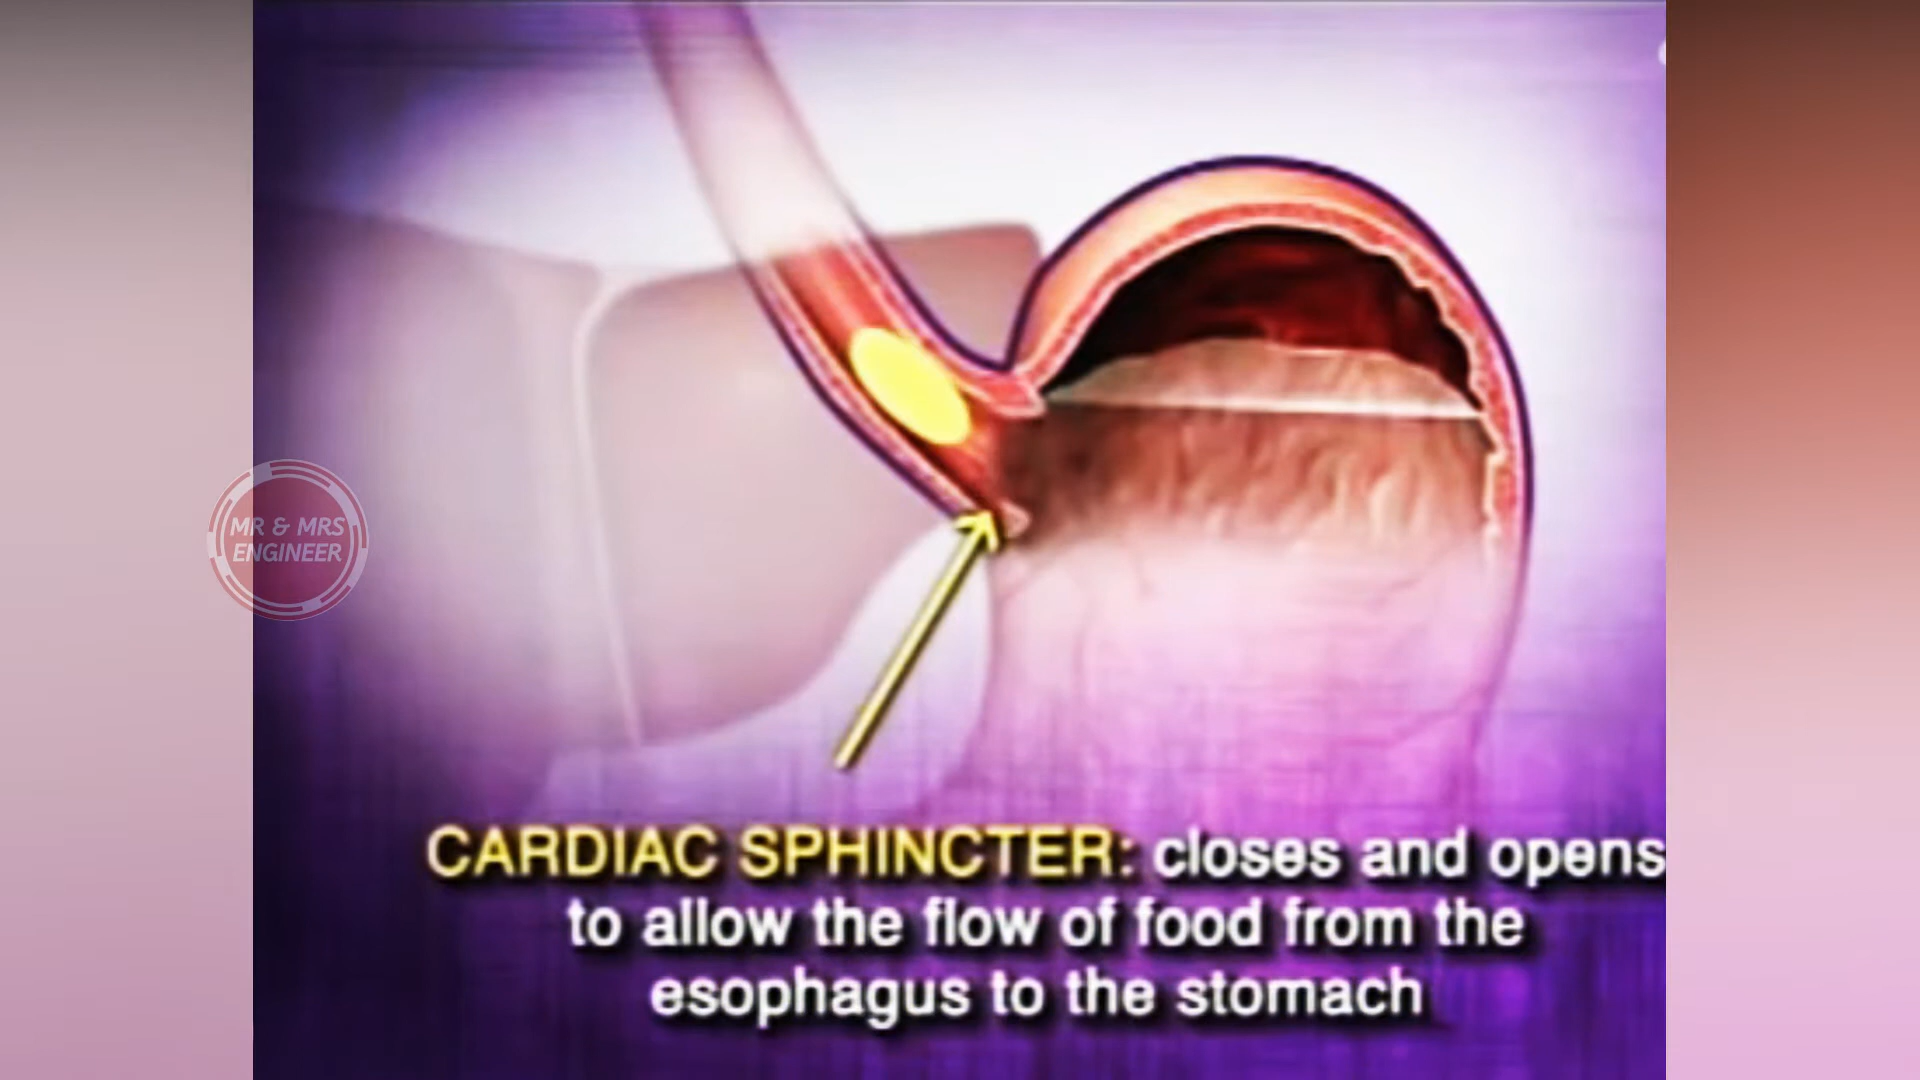 MR & MRS
ENGINEER
CARDIAC SPHINCTER: closes and opens
to allow the flow of food from the
esophagus to the stomach